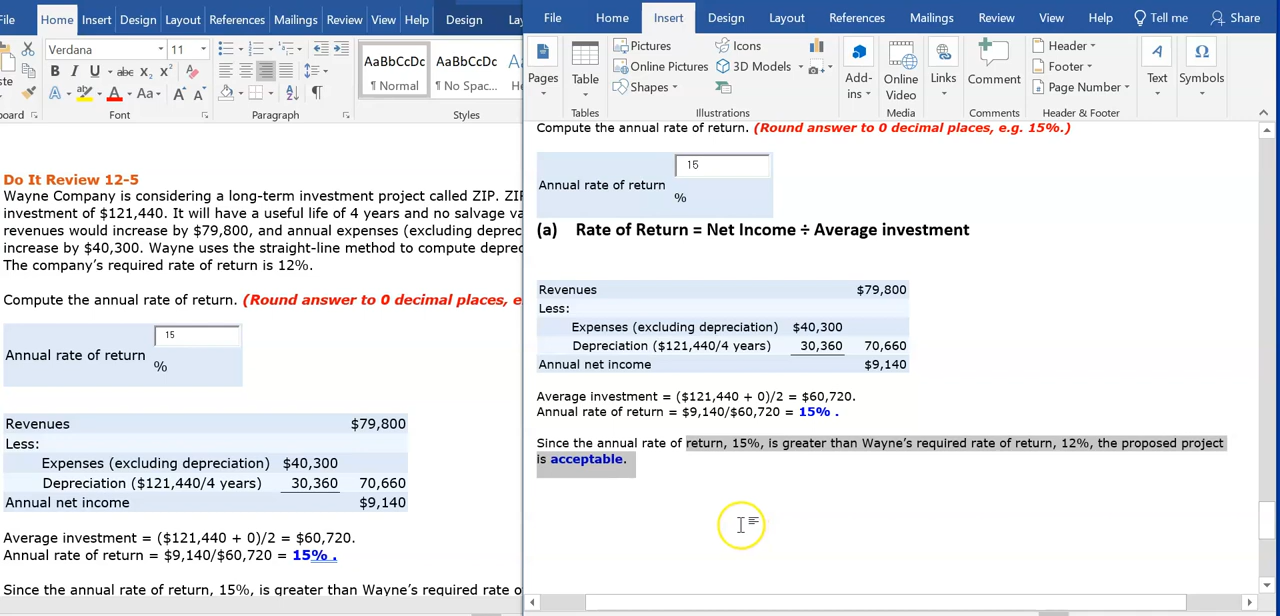 File Home Insert Design Layout References Mailings Review View Help Design
Verdana 11
AaBbCcDc AaBbCcDc
¶ Normal ¶ No Spac...
Font Paragraph Styles
Do It Review 12-5
Wayne Company is considering a long-term investment project called ZIP. ZIP
investment of $121,440. It will have a useful life of 4 years and no salvage va
revenues would increase by $79,800, and annual expenses (excluding deprec
increase by $40,300. Wayne uses the straight-line method to compute depre
The company's required rate of return is 12%.
Compute the annual rate of return. (Round answer to 0 decimal places, e
15
Annual rate of return
%
Revenues $79,800
Less:
Expenses (excluding depreciation) $40,300
Depreciation ($121,440/4 years) 30,360 70,660
Annual net income $9,140
Average investment = ($121,440 + 0)/2 = $60,720.
Annual rate of return = $9,140/$60,720 = 15% .
Since the annual rate of return, 15%, is greater than Wayne's required rate o
File Home Insert Design Layout References Mailings Review View Help Tell me Share
Pages Table Pictures Online Pictures Shapes Icons 3D Models Add-ins Online Video Links Comment Header Footer Page Number Text Symbols
Tables Illustrations Media Comments Header & Footer
Compute the annual rate of return. (Round answer to 0 decimal places, e.g. 15%.)
15
Annual rate of return
%
(a) Rate of Return = Net Income ÷ Average investment
Revenues $79,800
Less:
Expenses (excluding depreciation) $40,300
Depreciation ($121,440/4 years) 30,360 70,660
Annual net income $9,140
Average investment = ($121,440 + 0)/2 = $60,720.
Annual rate of return = $9,140/$60,720 = 15% .
Since the annual rate of return, 15%, is greater than Wayne's required rate of return, 12%, the proposed project
is acceptable.